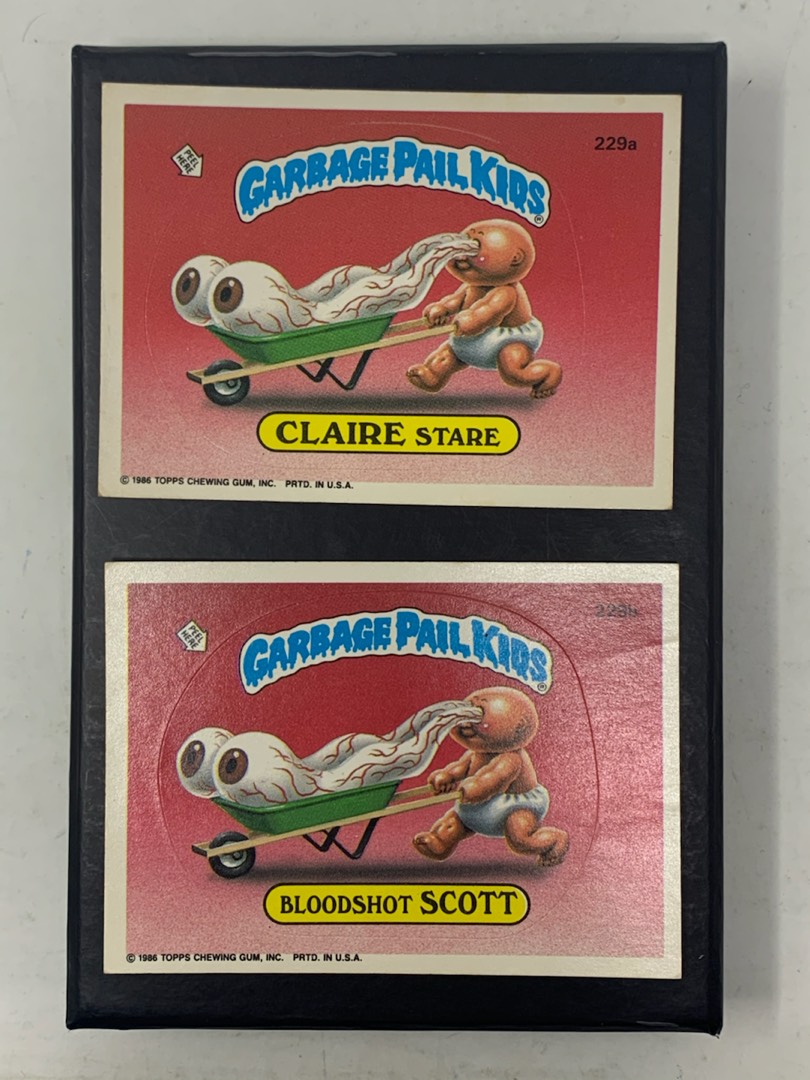 PEEL HERE
GARBAGE PAIL KIDS
229a
CLAIRE STARE
© 1986 TOPPS CHEWING GUM, INC. PRTD. IN U.S.A.
PEEL HERE
GARBAGE PAIL KIDS
229b
BLOODSHOT SCOTT
© 1986 TOPPS CHEWING GUM, INC. PRTD. IN U.S.A.